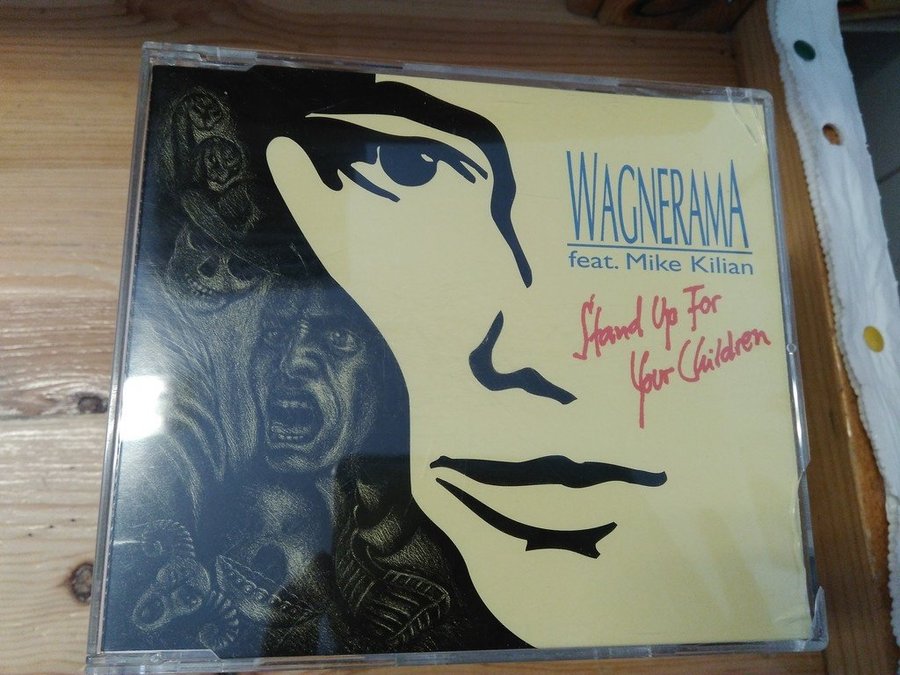 WAGNERAMA
feat. Mike Kilian
Stand Up For
Your Children